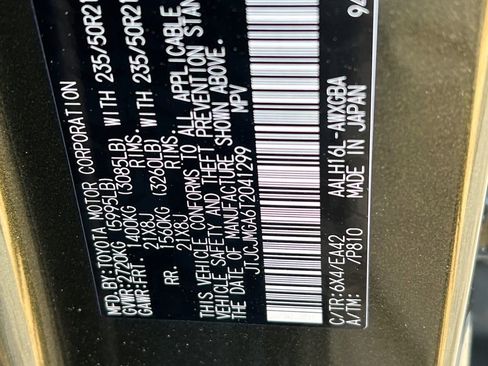 BY:TOYOTA MOTOR CORPORATION
GVWR:2720KG (5995LB)
GAWR:FRT. 1400KG (3085LB) WITH 235/50R21
21X8J RIMS,
RR. 1560KG (3260LB) WITH 235/50R21
21X8J RIMS,
THIS VEHICLE CONFORMS TO ALL APPLICABLE
SAFETY AND THEFT PREVENTION STAN
THE DATE OF MANUFACTURE SHOWN ABOVE.
JTJCJMGA6T2041299 MPV
94
C/TR:6X4/EA42 AALH16L-AWXGBA
A/TM: /P810 MADE IN JAPAN